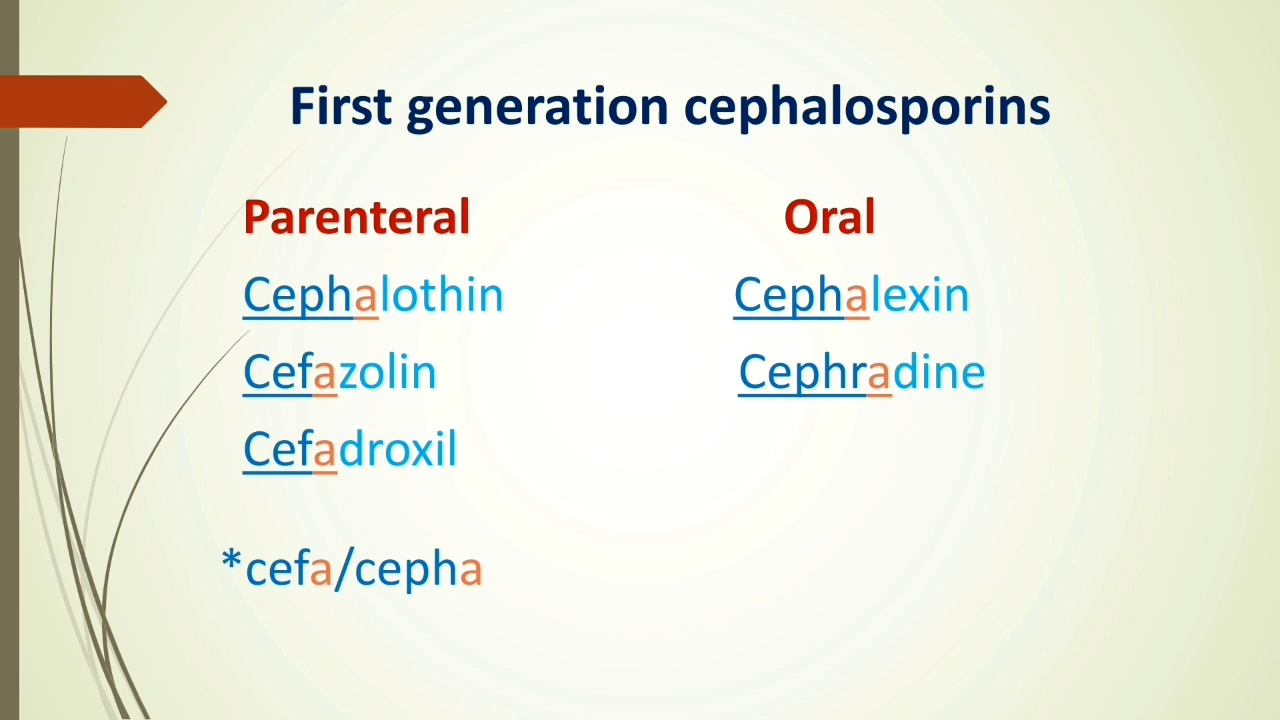 First generation cephalosporins
Parenteral Oral
Cephalothin Cephalexin
Cefazolin Cephradine
Cefadroxil
*cefa/cepha